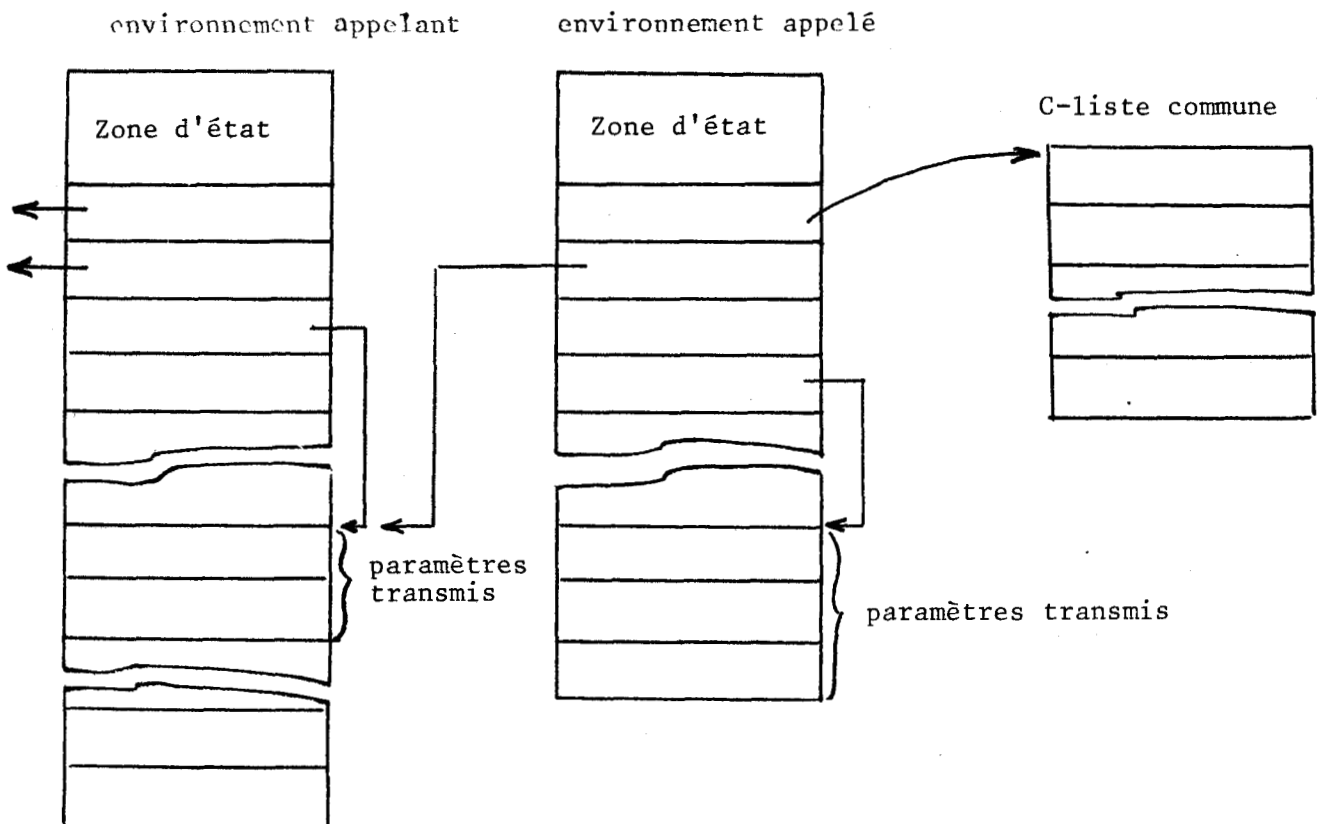 environnement appelant
environnement appelé
Zone d'état
Zone d'état
C-liste commune
paramètres
transmis
paramètres transmis